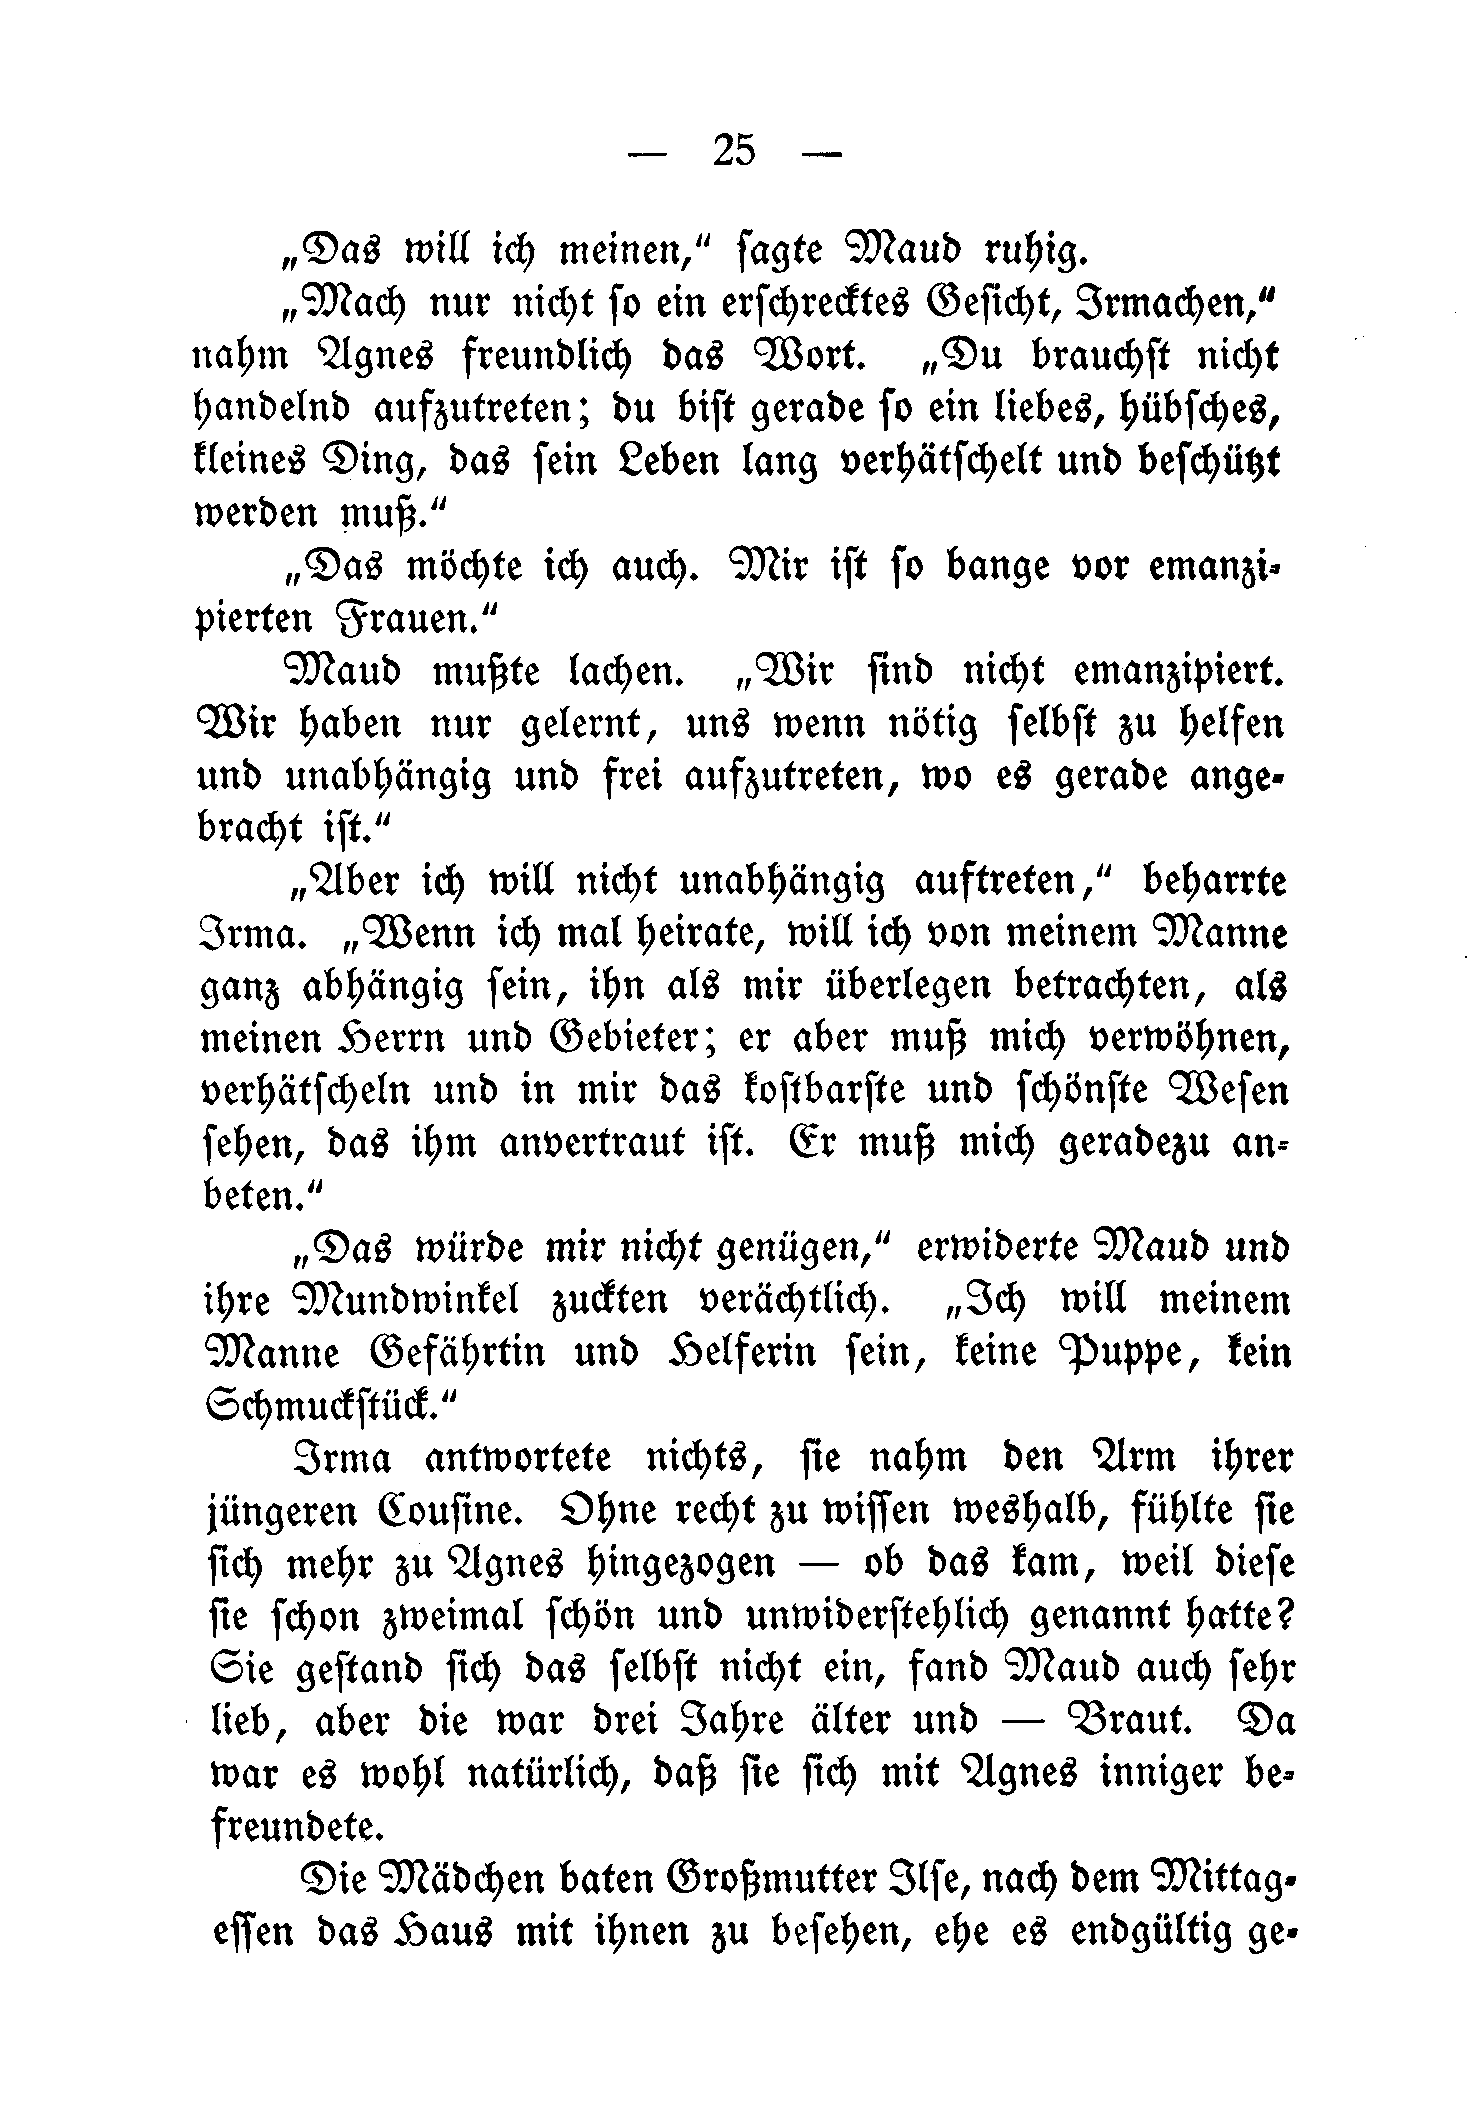 — 25 —
„Das will ich meinen,“ ſagte Maud ruhig.
„Mach nur nicht ſo ein erſchrecktes Geſicht, Irmachen,“
nahm Agnes freundlich das Wort. „Du brauchſt nicht
handelnd aufzutreten; du biſt gerade ſo ein liebes, hübſches,
kleines Ding, das ſein Leben lang verhätſchelt und beſchützt
werden muß.“
„Das möchte ich auch. Mir iſt ſo bange vor emanzi-
pierten Frauen.“
Maud mußte lachen. „Wir ſind nicht emanzipiert.
Wir haben nur gelernt, uns wenn nötig ſelbſt zu helfen
und unabhängig und frei aufzutreten, wo es gerade ange-
bracht iſt.“
„Aber ich will nicht unabhängig auftreten,“ beharrte
Irma. „Wenn ich mal heirate, will ich von meinem Manne
ganz abhängig ſein, ihn als mir überlegen betrachten, als
meinen Herrn und Gebieter; er aber muß mich verwöhnen,
verhätſcheln und in mir das koſtbarſte und ſchönſte Weſen
ſehen, das ihm anvertraut iſt. Er muß mich geradezu an-
beten.“
„Das würde mir nicht genügen,“ erwiderte Maud und
ihre Mundwinkel zuckten verächtlich. „Ich will meinem
Manne Gefährtin und Helferin ſein, keine Puppe, kein
Schmuckſtück.“
Irma antwortete nichts, ſie nahm den Arm ihrer
jüngeren Couſine. Ohne recht zu wiſſen weshalb, fühlte ſie
ſich mehr zu Agnes hingezogen — ob das kam, weil dieſe
ſie ſchon zweimal ſchön und unwiderſtehlich genannt hatte?
Sie geſtand ſich das ſelbſt nicht ein, fand Maud auch ſehr
lieb, aber die war drei Jahre älter und — Braut. Da
war es wohl natürlich, daß ſie ſich mit Agnes inniger be-
freundete.
Die Mädchen baten Großmutter Ilſe, nach dem Mittag-
eſſen das Haus mit ihnen zu beſehen, ehe es endgültig ge-